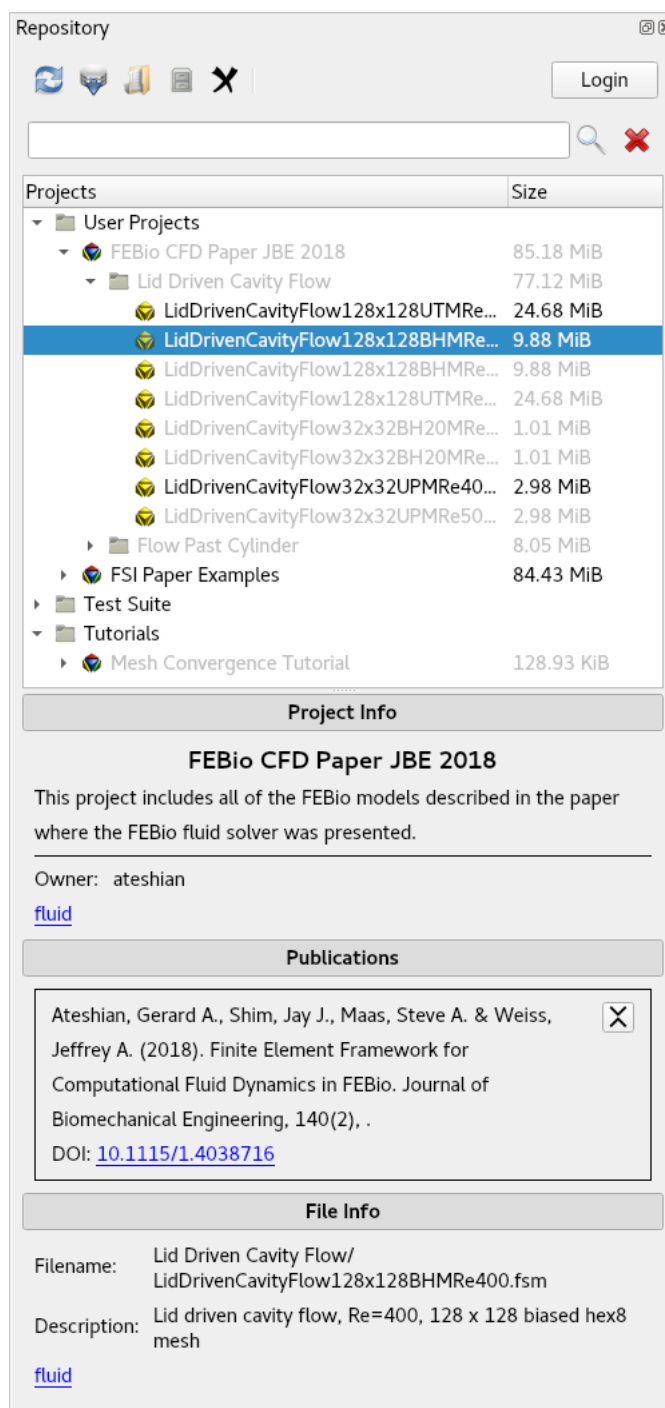 Repository
Login
Projects Size
User Projects
FEBio CFD Paper JBE 2018 85.18 MiB
Lid Driven Cavity Flow 77.12 MiB
LidDrivenCavityFlow128x128UTMRe... 24.68 MiB
LidDrivenCavityFlow128x128BHMRe... 9.88 MiB
LidDrivenCavityFlow128x128BHMRe... 9.88 MiB
LidDrivenCavityFlow128x128UTMRe... 24.68 MiB
LidDrivenCavityFlow32x32BH20MRe... 1.01 MiB
LidDrivenCavityFlow32x32BH20MRe... 1.01 MiB
LidDrivenCavityFlow32x32UPMRe40... 2.98 MiB
LidDrivenCavityFlow32x32UPMRe50... 2.98 MiB
Flow Past Cylinder 8.05 MiB
FSI Paper Examples 84.43 MiB
Test Suite
Tutorials
Mesh Convergence Tutorial 128.93 KiB
Project Info
FEBio CFD Paper JBE 2018
This project includes all of the FEBio models described in the paper
where the FEBio fluid solver was presented.
Owner: ateshian
fluid
Publications
Ateshian, Gerard A., Shim, Jay J., Maas, Steve A. & Weiss,
Jeffrey A. (2018). Finite Element Framework for
Computational Fluid Dynamics in FEBio. Journal of
Biomechanical Engineering, 140(2), .
DOI: 10.1115/1.4038716
File Info
Filename: Lid Driven Cavity Flow/
LidDrivenCavityFlow128x128BHMRe400.fsm
Description: Lid driven cavity flow, Re=400, 128 x 128 biased hex8
mesh
fluid